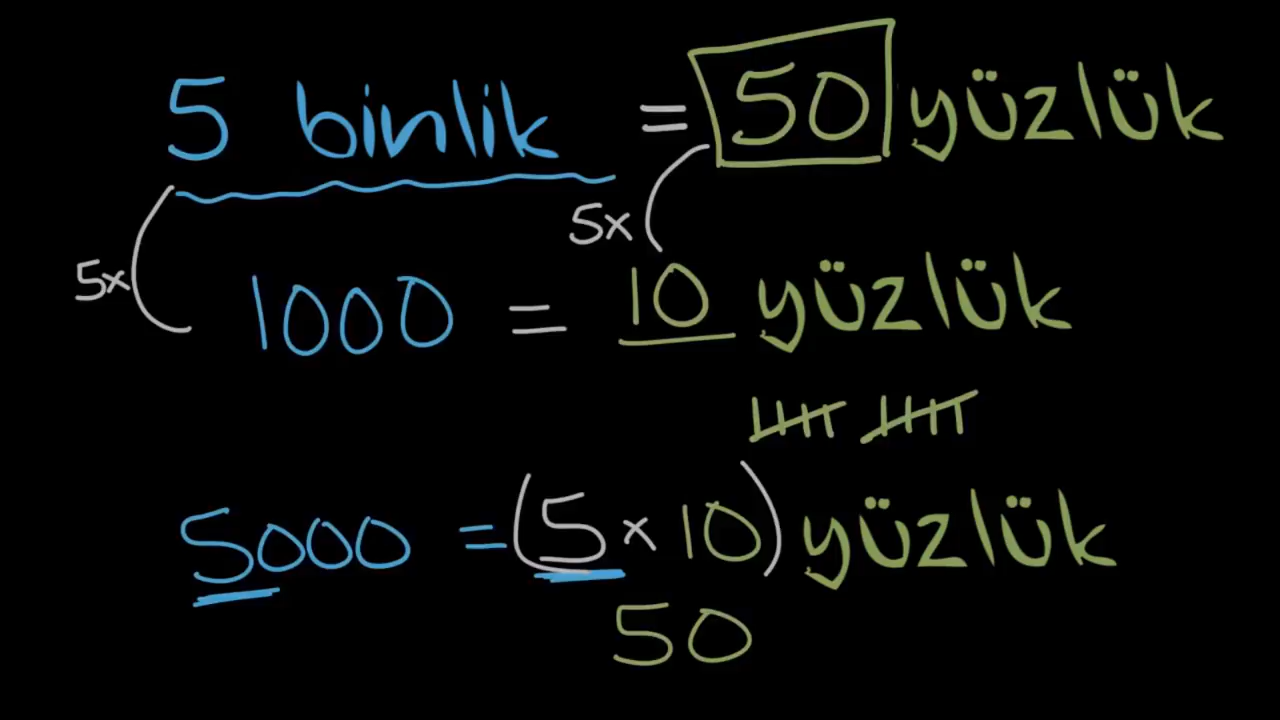 5 binlik = 50 yüzlük
5x 5x
1000 = 10 yüzlük
5000 = (5 x 10) yüzlük
50